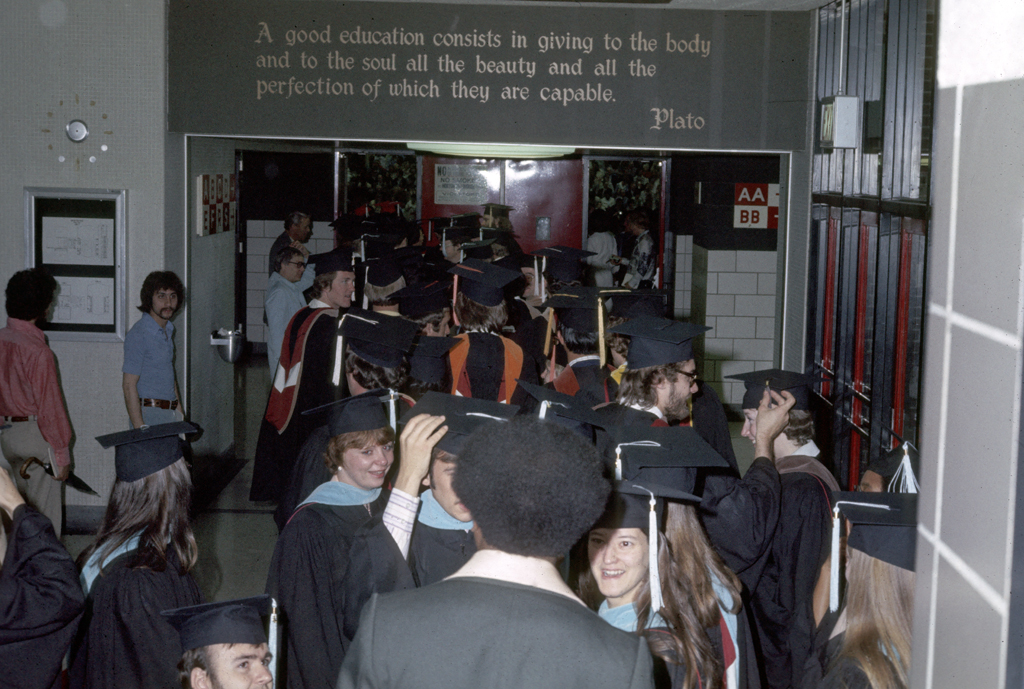 A good education consists in giving to the body
and to the soul all the beauty and all the
perfection of which they are capable.
Plato
NO
AA
BB